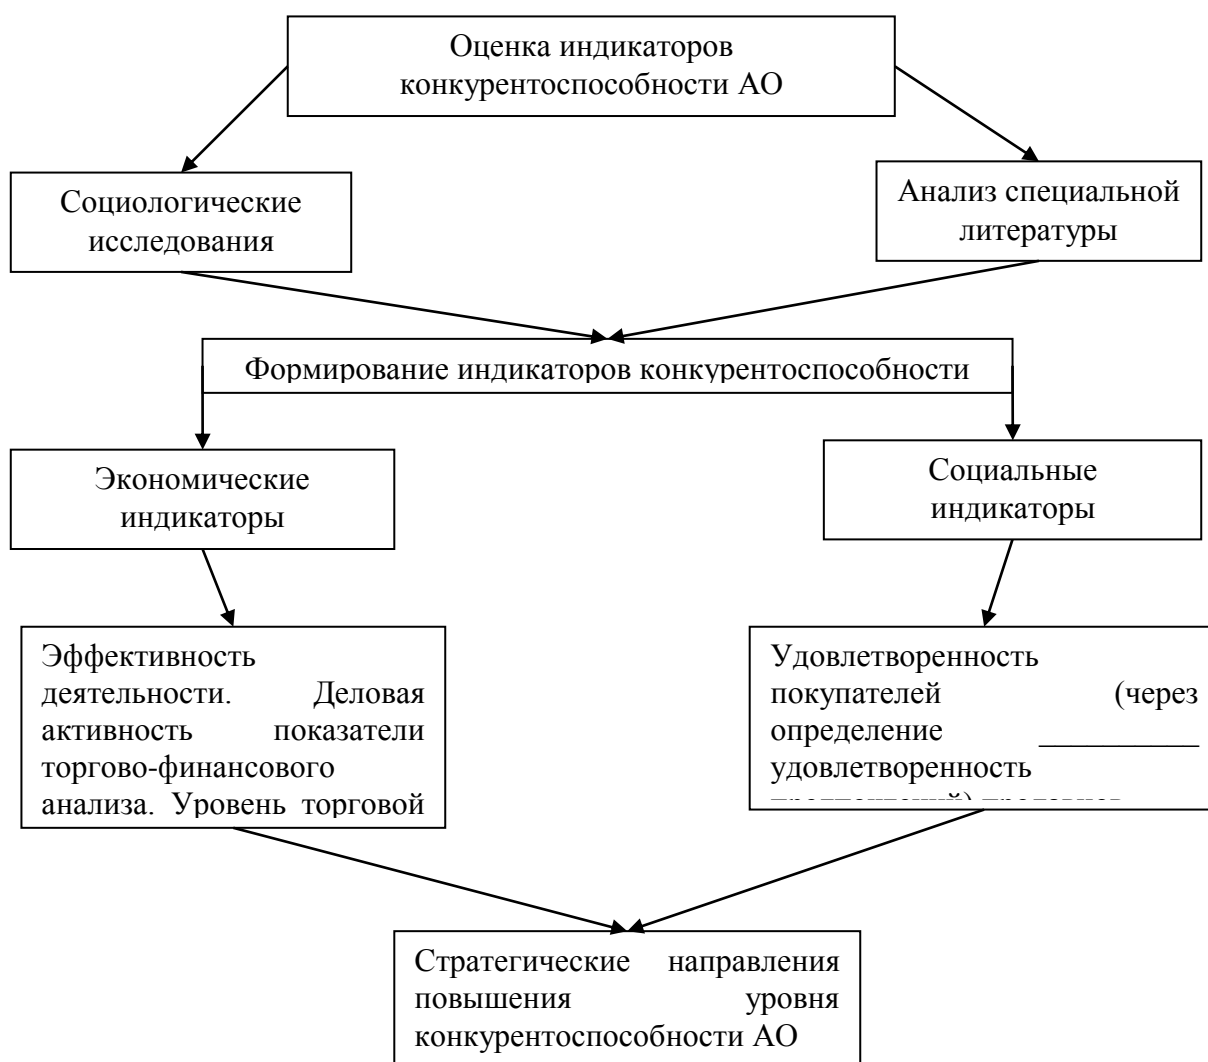 Оценка индикаторов
конкурентоспособности АО
Социологические
исследования
Анализ специальной
литературы
Формирование индикаторов конкурентоспособности
Экономические
индикаторы
Социальные
индикаторы
Эффективность
деятельности. Деловая
активность показатели
торгово-финансового
анализа. Уровень торговой
Удовлетворенность
покупателей (через
определение __________
удовлетворенность
Стратегические направления
повышения уровня
конкурентоспособности АО